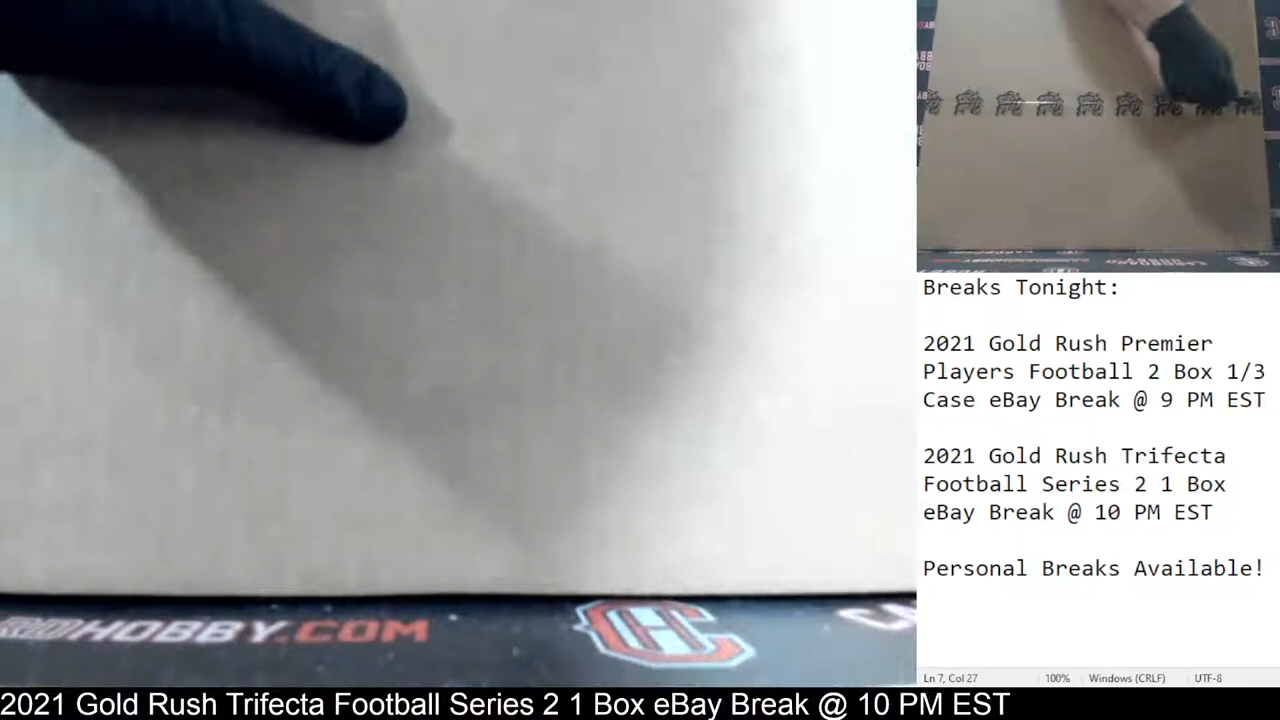 Breaks Tonight:
2021 Gold Rush Premier
Players Football 2 Box 1/3
Case eBay Break @ 9 PM EST
2021 Gold Rush Trifecta
Football Series 2 1 Box
eBay Break @ 10 PM EST
Personal Breaks Available!
RDHOBBY.COM
CA
Ln 7, Col 27 100% Windows (CRLF) UTF-8
2021 Gold Rush Trifecta Football Series 2 1 Box eBay Break @ 10 PM EST